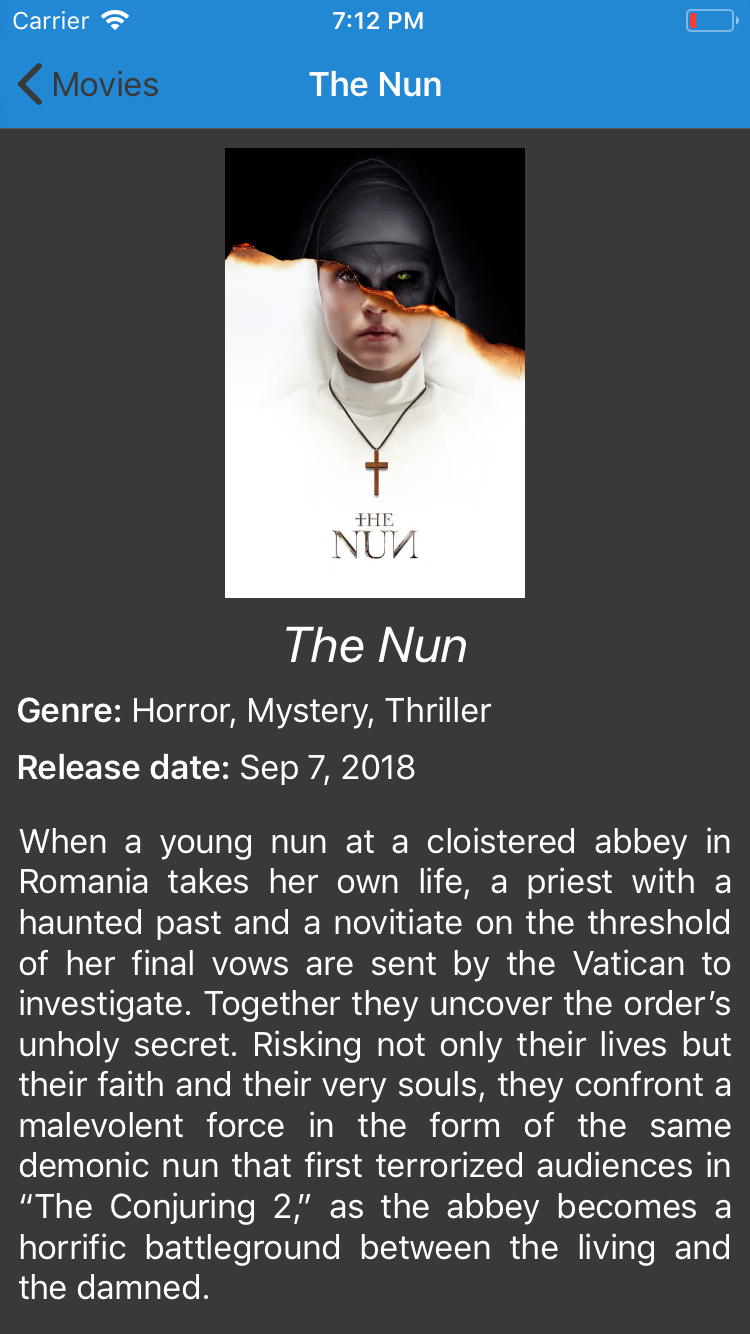 Carrier 7:12 PM
Movies The Nun
THE
NUN
The Nun
Genre: Horror, Mystery, Thriller
Release date: Sep 7, 2018
When a young nun at a cloistered abbey in
Romania takes her own life, a priest with a
haunted past and a novitiate on the threshold
of her final vows are sent by the Vatican to
investigate. Together they uncover the order’s
unholy secret. Risking not only their lives but
their faith and their very souls, they confront a
malevolent force in the form of the same
demonic nun that first terrorized audiences in
“The Conjuring 2,” as the abbey becomes a
horrific battleground between the living and
the damned.